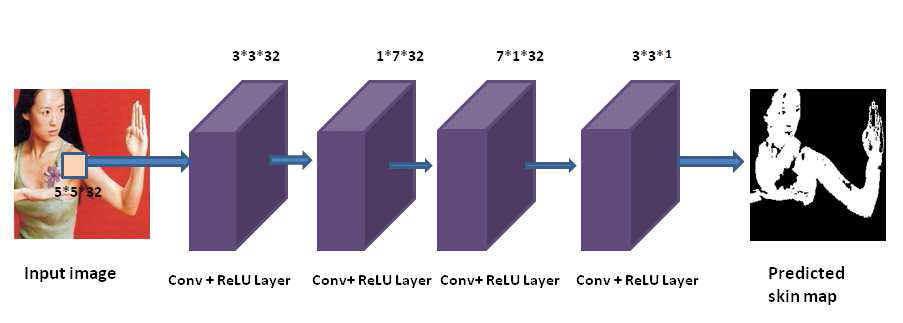 3*3*32
1*7*32
7*1*32
3*3*1
5*5*32
Input image
Conv + ReLU Layer
Conv+ ReLU Layer
Conv+ ReLU Layer
Conv + ReLU Layer
Predicted
skin map